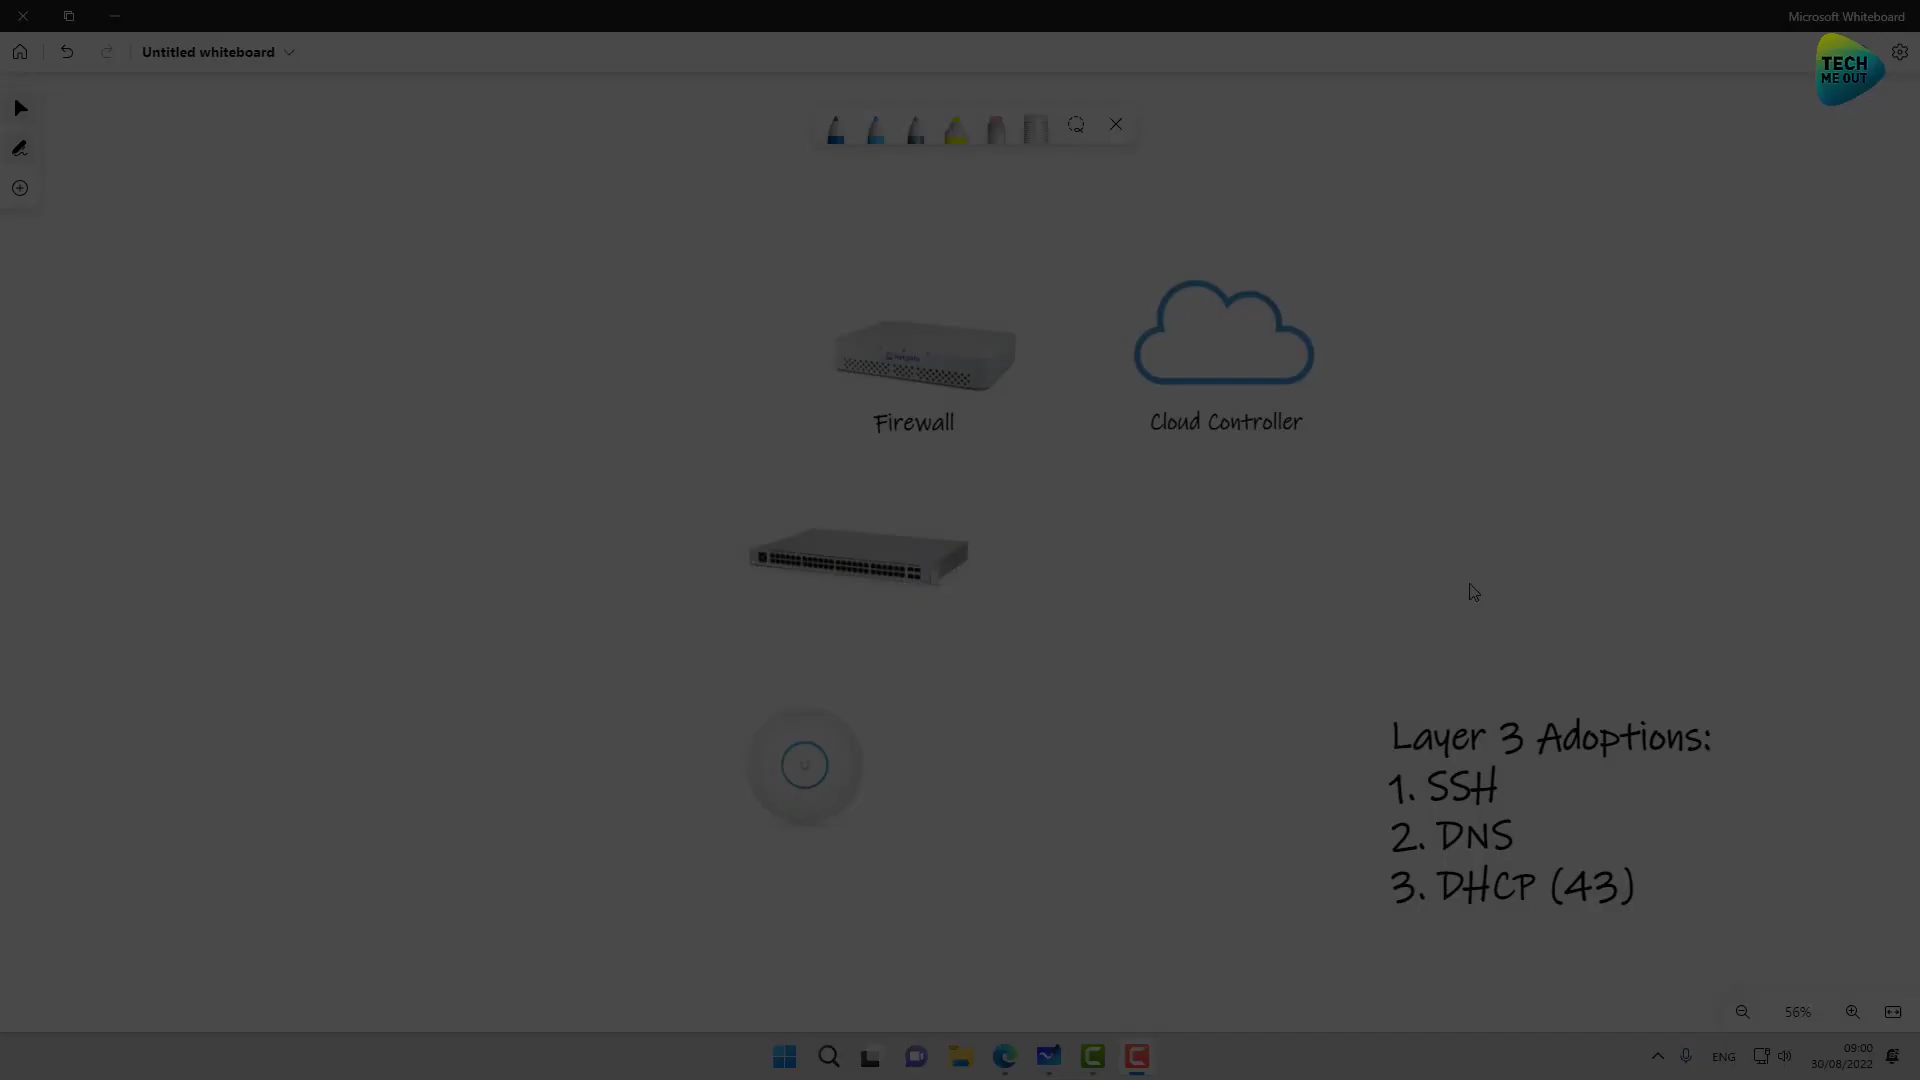 Microsoft Whiteboard
Untitled whiteboard
TECH
ME OUT
Firewall
Cloud Controller
Layer 3 Adoptions:
1. SSH
2. DNS
3. DHCP (43)
56%
ENG
09:00
30/08/2022